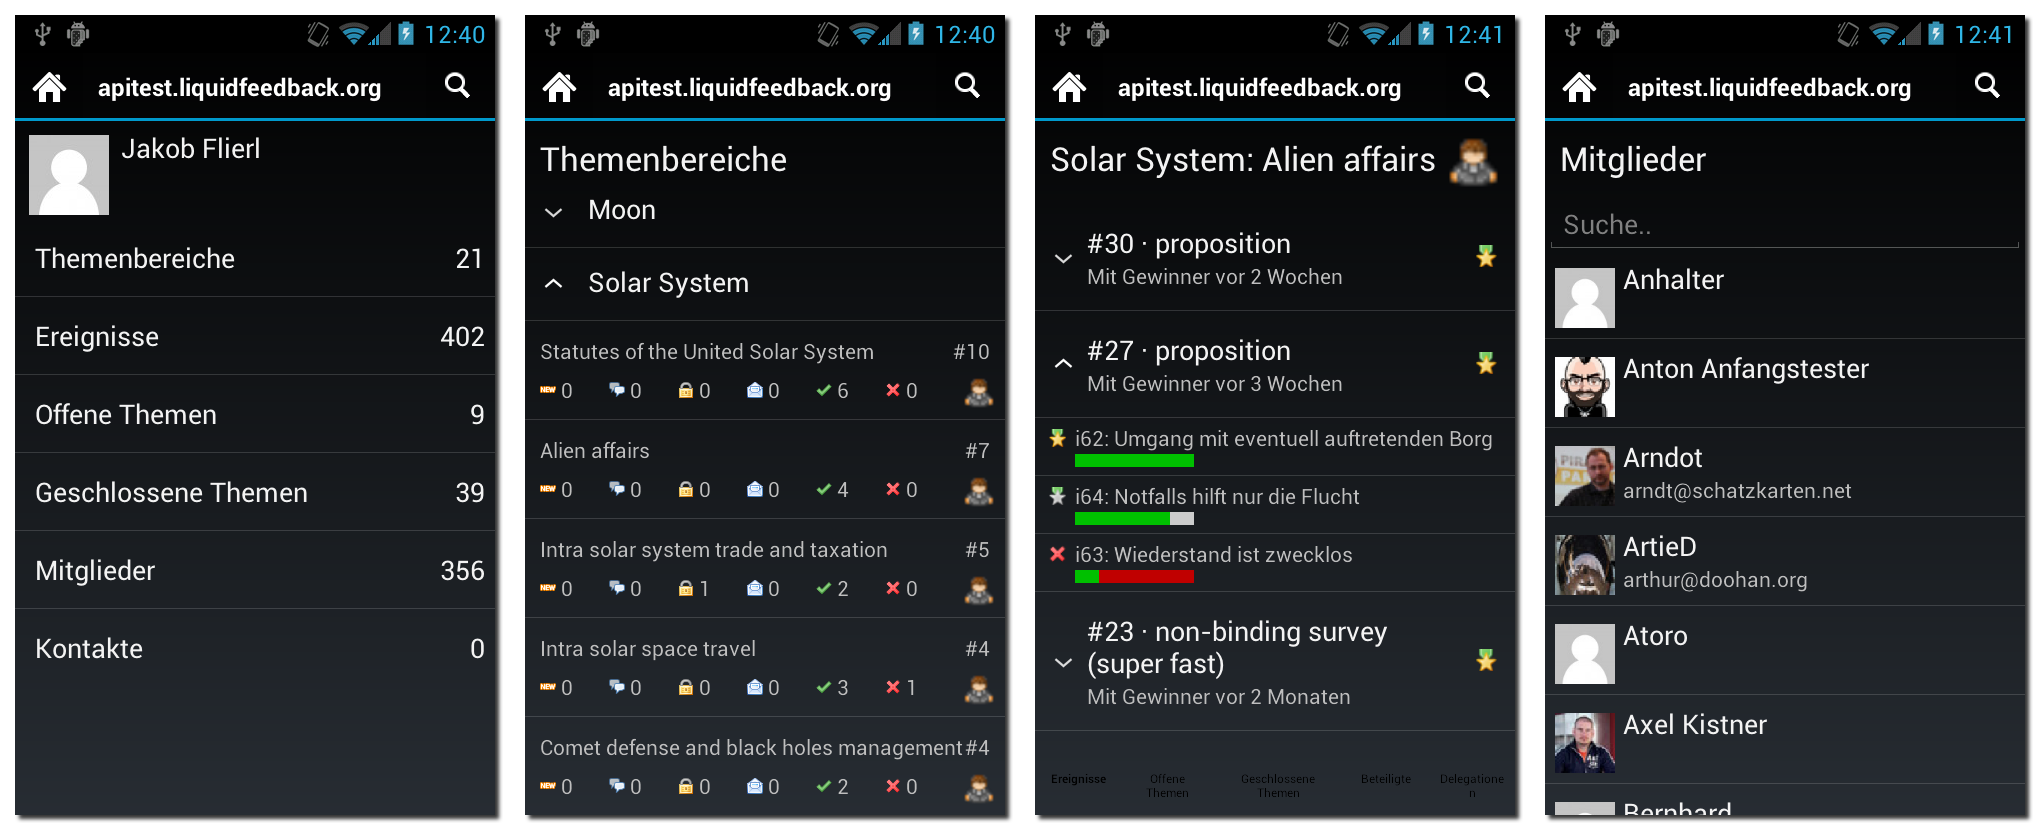 12:40
apitest.liquidfeedback.org
Jakob Flierl
Themenbereiche 21
Ereignisse 402
Offene Themen 9
Geschlossene Themen 39
Mitglieder 356
Kontakte 0
12:40
apitest.liquidfeedback.org
Themenbereiche
Moon
Solar System
Statutes of the United Solar System #10
NEW 0 0 0 0 6 0
Alien affairs #7
NEW 0 0 0 0 4 0
Intra solar system trade and taxation #5
NEW 0 0 1 0 2 0
Intra solar space travel #4
NEW 0 0 0 0 3 1
Comet defense and black holes management #4
NEW 0 0 0 0 2 0
12:41
apitest.liquidfeedback.org
Solar System: Alien affairs
#30 · proposition
Mit Gewinner vor 2 Wochen
#27 · proposition
Mit Gewinner vor 3 Wochen
i62: Umgang mit eventuell auftretenden Borg
i64: Notfalls hilft nur die Flucht
i63: Wiederstand ist zwecklos
#23 · non-binding survey
(super fast)
Mit Gewinner vor 2 Monaten
Ereignisse Offene Geschlossene Beteiligte Delegatione
Themen Themen n
12:41
apitest.liquidfeedback.org
Mitglieder
Suche..
Anhalter
Anton Anfangstester
Arndot
arndt@schatzkarten.net
ArtieD
arthur@doohan.org
Atoro
Axel Kistner
Bernhard